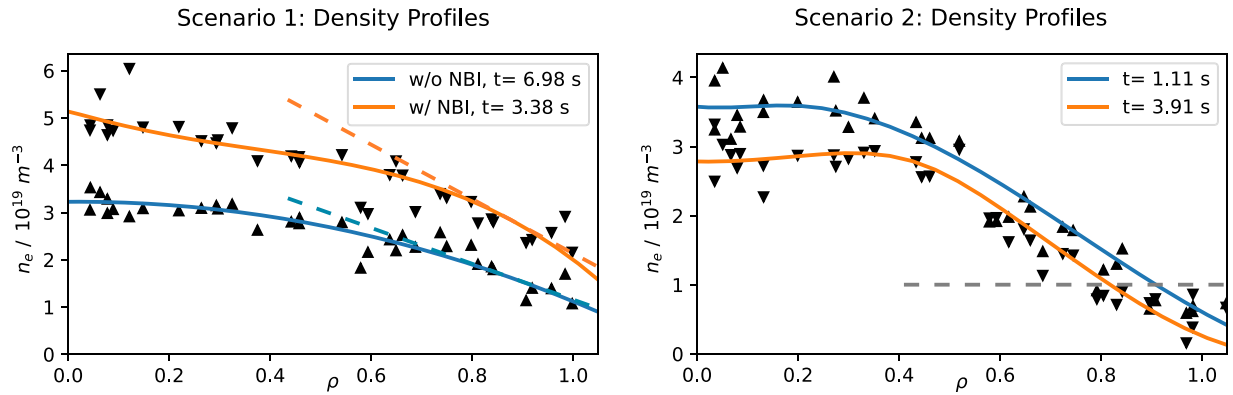 Scenario 1: Density Profiles
w/o NBI, t= 6.98 s
w/ NBI, t= 3.38 s
n_e / 10^19 m^-3
6
5
4
3
2
1
0
0.0 0.2 0.4 0.6 0.8 1.0
ρ
Scenario 2: Density Profiles
t= 1.11 s
t= 3.91 s
n_e / 10^19 m^-3
4
3
2
1
0
0.0 0.2 0.4 0.6 0.8 1.0
ρ